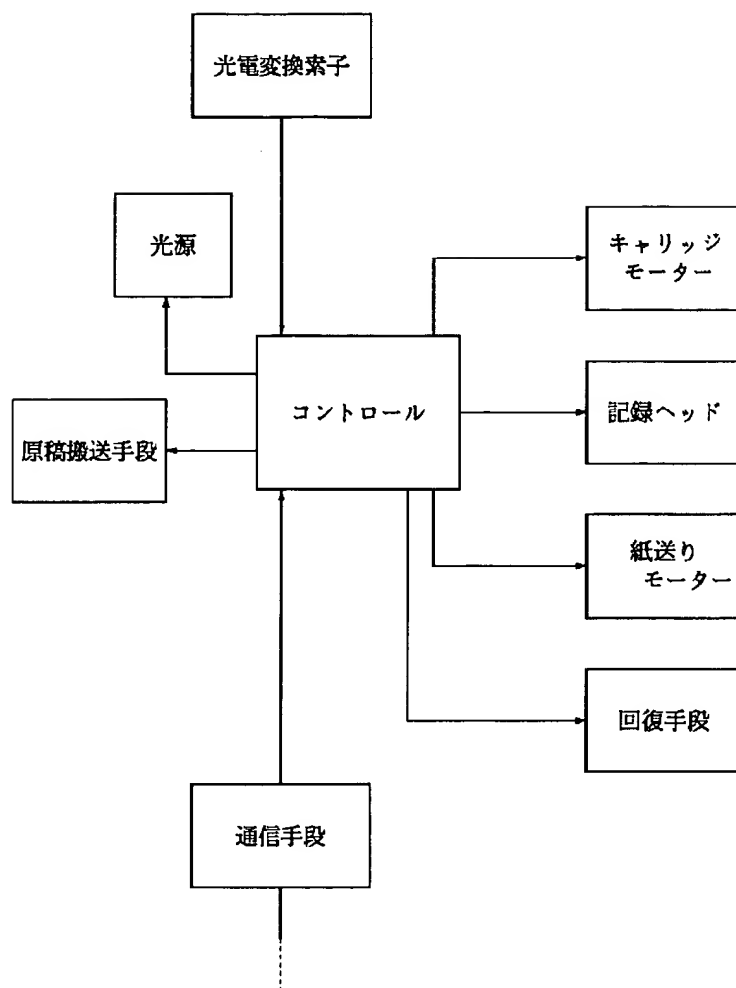 光電変換素子
光源
キャリッジ
モーター
コントロール
原稿搬送手段
記録ヘッド
紙送り
モーター
回復手段
通信手段